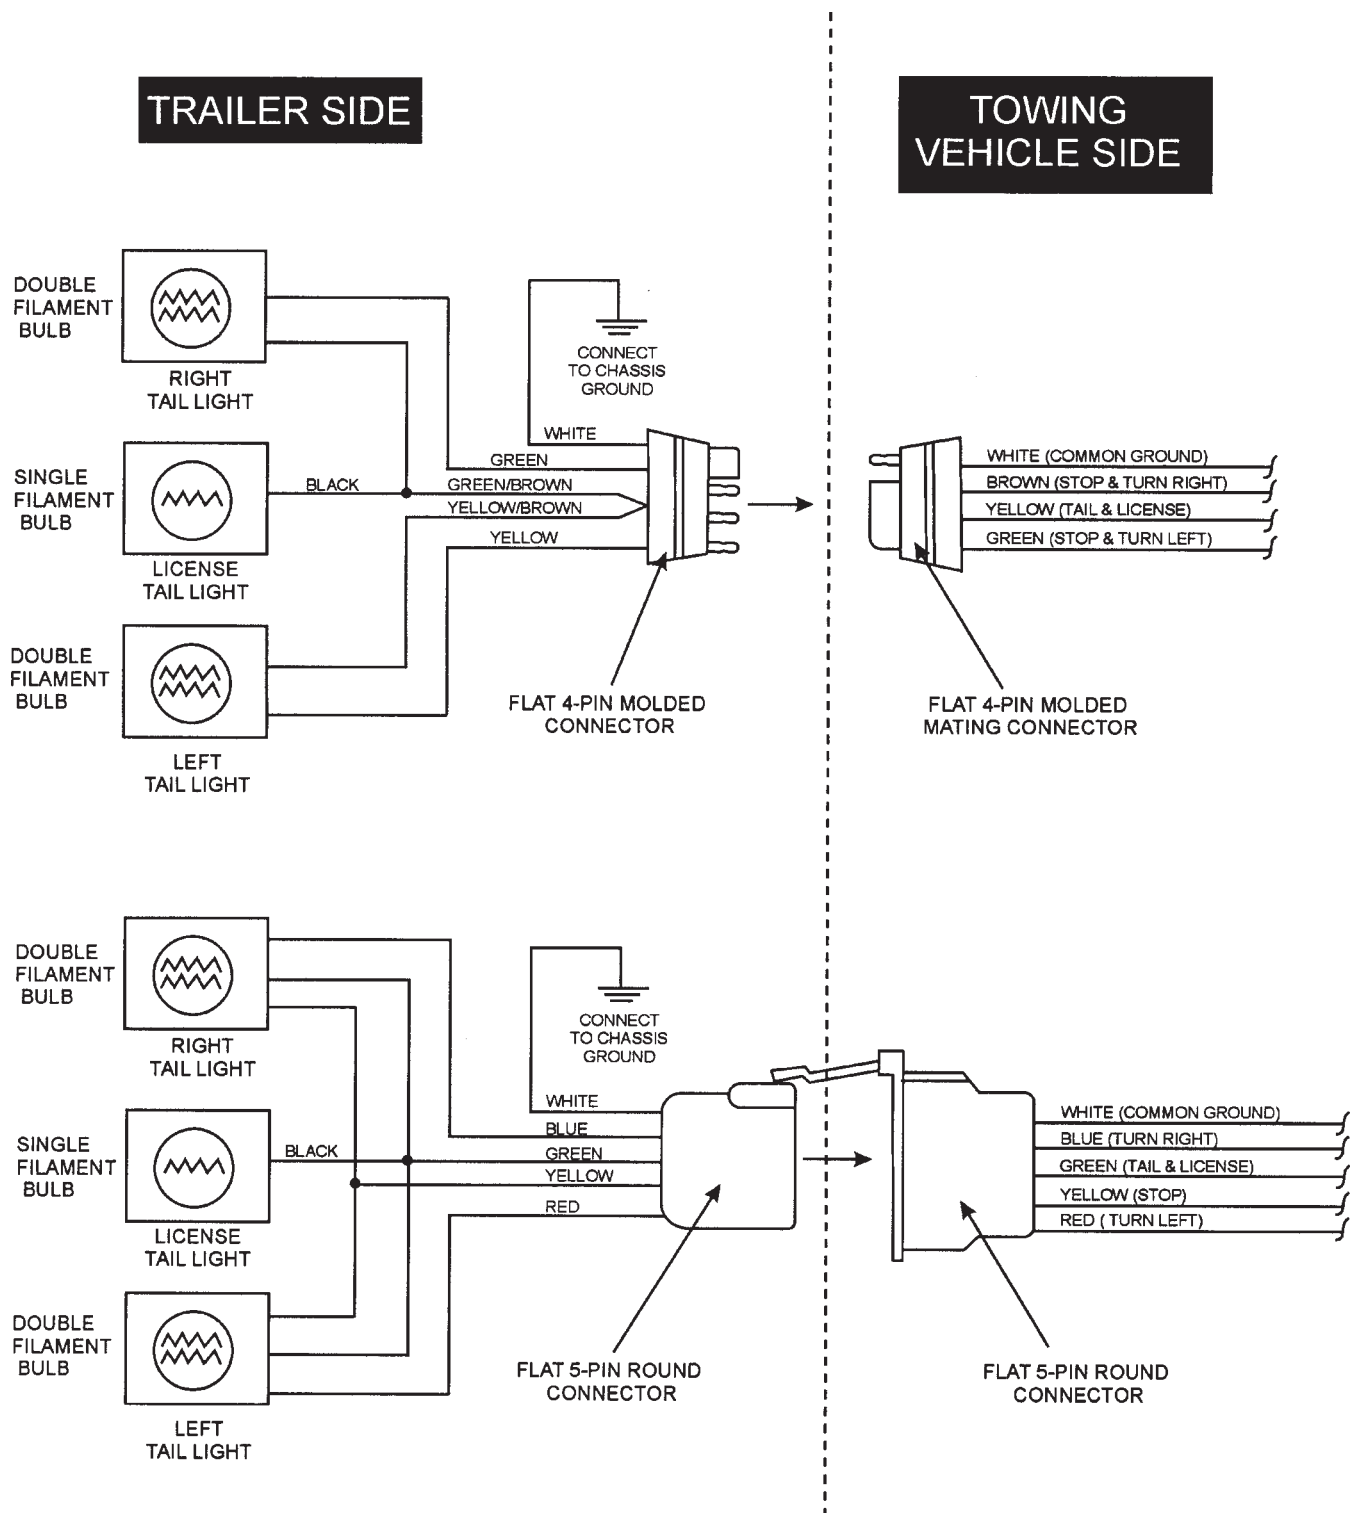 TRAILER SIDE
TOWING
VEHICLE SIDE
DOUBLE
FILAMENT
BULB
RIGHT
TAIL LIGHT
CONNECT
TO CHASSIS
GROUND
WHITE
GREEN
SINGLE
FILAMENT
BULB
BLACK
GREEN/BROWN
YELLOW/BROWN
YELLOW
LICENSE
TAIL LIGHT
WHITE (COMMON GROUND)
BROWN (STOP & TURN RIGHT)
YELLOW (TAIL & LICENSE)
GREEN (STOP & TURN LEFT)
DOUBLE
FILAMENT
BULB
LEFT
TAIL LIGHT
FLAT 4-PIN MOLDED
CONNECTOR
FLAT 4-PIN MOLDED
MATING CONNECTOR
DOUBLE
FILAMENT
BULB
RIGHT
TAIL LIGHT
CONNECT
TO CHASSIS
GROUND
WHITE
BLUE
SINGLE
FILAMENT
BULB
BLACK
GREEN
YELLOW
RED
LICENSE
TAIL LIGHT
WHITE (COMMON GROUND)
BLUE (TURN RIGHT)
GREEN (TAIL & LICENSE)
YELLOW (STOP)
RED ( TURN LEFT)
DOUBLE
FILAMENT
BULB
LEFT
TAIL LIGHT
FLAT 5-PIN ROUND
CONNECTOR
FLAT 5-PIN ROUND
CONNECTOR